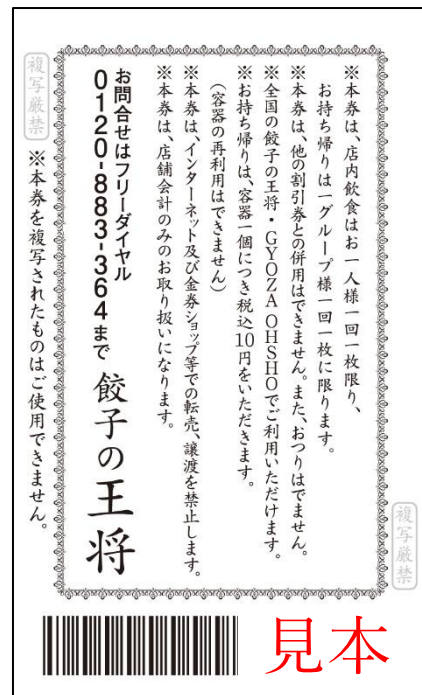 複写厳禁
※本券は、店内飲食はお一人様一回一枚限り、
お持ち帰りは一グループ様一回一枚に限ります。
※本券は、他の割引券との併用はできません。また、おつりはでません。
※全国の餃子の王将・GYOZA OHSHOでご利用いただけます。
※お持ち帰りは、容器一個につき税込10円をいただきます。
(容器の再利用はできません)
※本券は、インターネット及び金券ショップ等での転売、譲渡を禁止します。
※本券は、店舗会計のみのお取り扱いになります。
お問合せはフリーダイヤル
0120-883-364まで
餃子の王将
複写厳禁
※本券を複写されたものはご使用できません。
見本